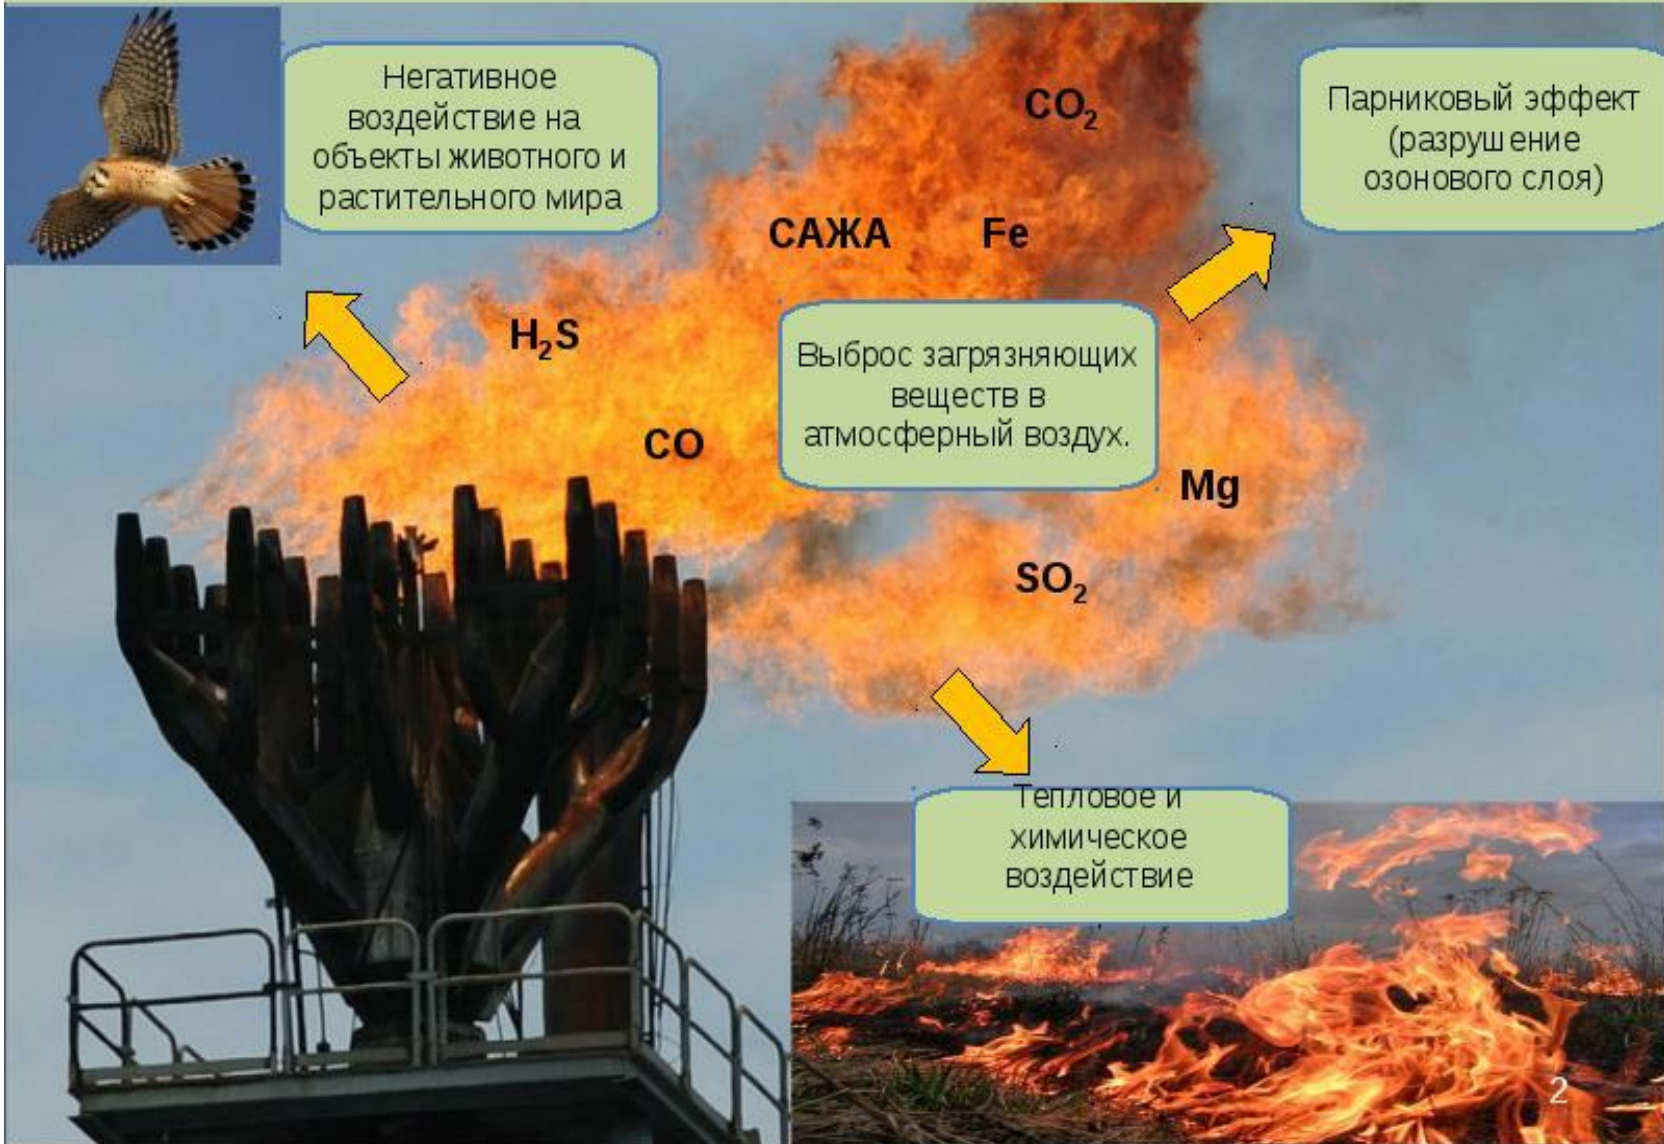 Негативное
воздействие на
объекты животного и
растительного мира
CO₂
Парниковый эффект
(разрушение
озонового слоя)
САЖА
Fe
H₂S
Выброс загрязняющих
веществ в
атмосферный воздух.
CO
Mg
SO₂
Тепловое и
химическое
воздействие
2